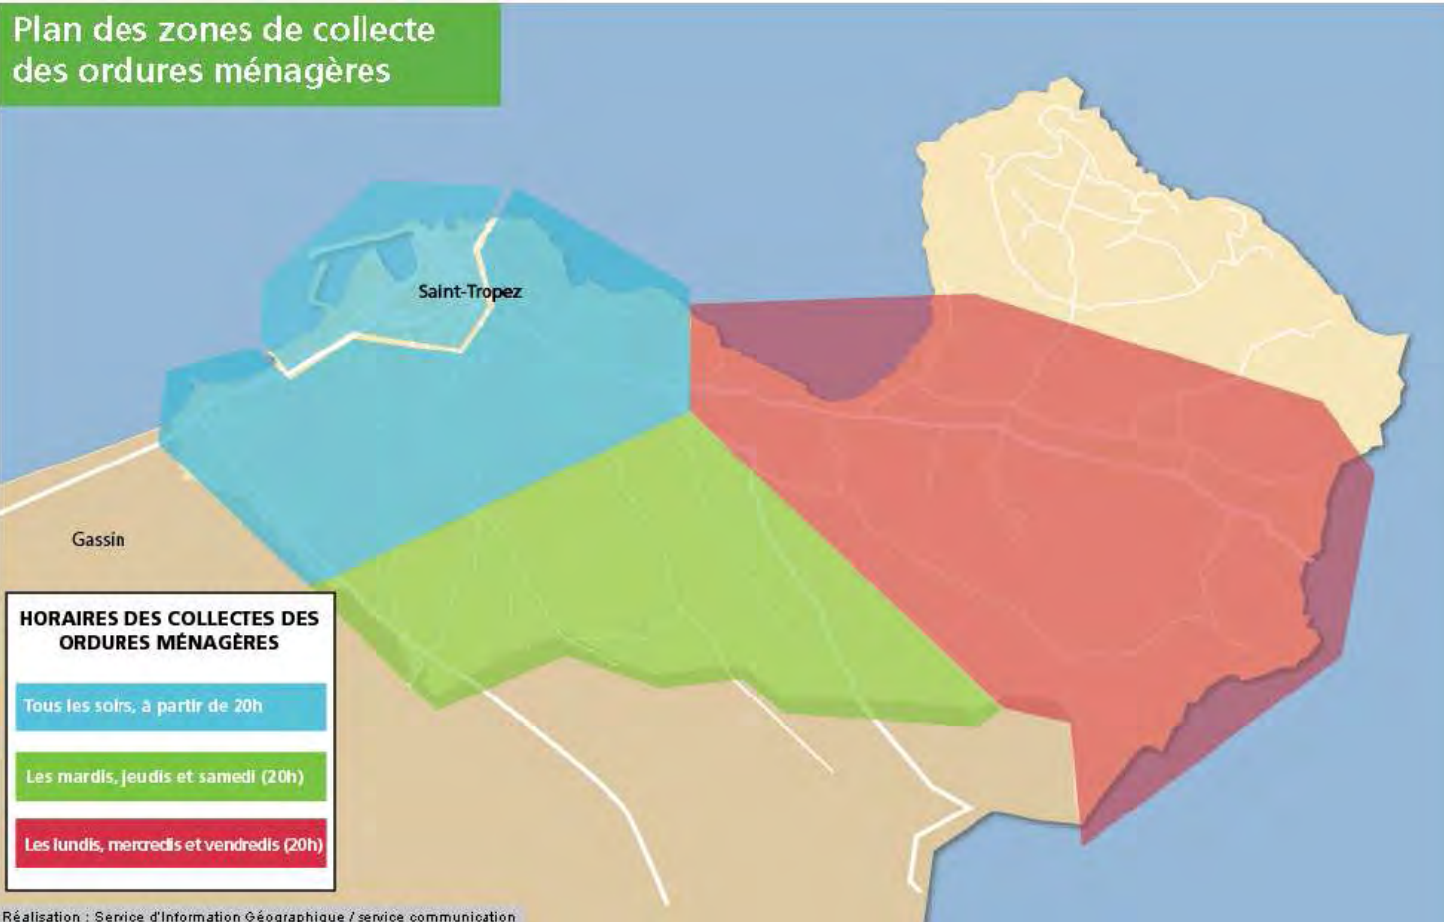 Plan des zones de collecte
des ordures ménagères
Saint-Tropez
Gassin
HORAIRES DES COLLECTES DES
ORDURES MÉNAGÈRES
Tous les soirs, à partir de 20h
Les mardis, jeudis et samedi (20h)
Les lundis, mercredis et vendredis (20h)
Réalisation : Service d'Information Géographique / service communication